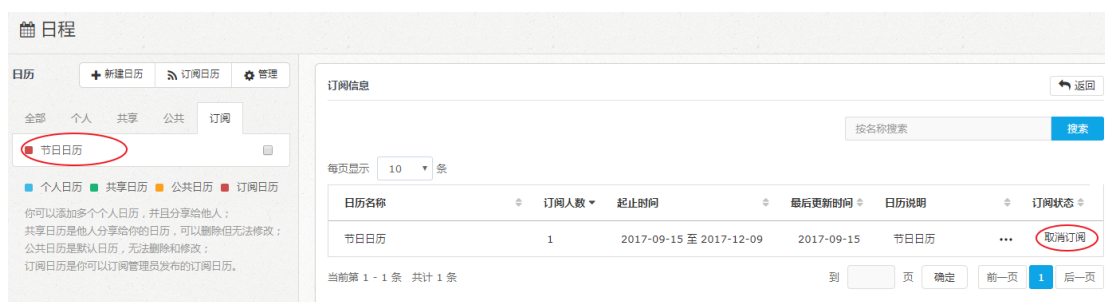 日程
日历
新建日历 订阅日历 管理
全部 个人 共享 公共 订阅
节日日历
个人日历 共享日历 公共日历 订阅日历
你可以添加多个个人日历，并且分享给他人；
共享日历是他人分享给你的日历，可以删除但无法修改；
公共日历是默认日历，无法删除和修改；
订阅日历是你可以订阅管理员发布的订阅日历。
订阅信息 返回
按名称搜索 搜索
每页显示 10 条
日历名称 订阅人数 起止时间 最后更新时间 日历说明 订阅状态
节日日历 1 2017-09-15 至 2017-12-09 2017-09-15 节日日历 ••• 取消订阅
当前第 1 - 1 条 共计 1 条 到 页 确定 前一页 1 后一页